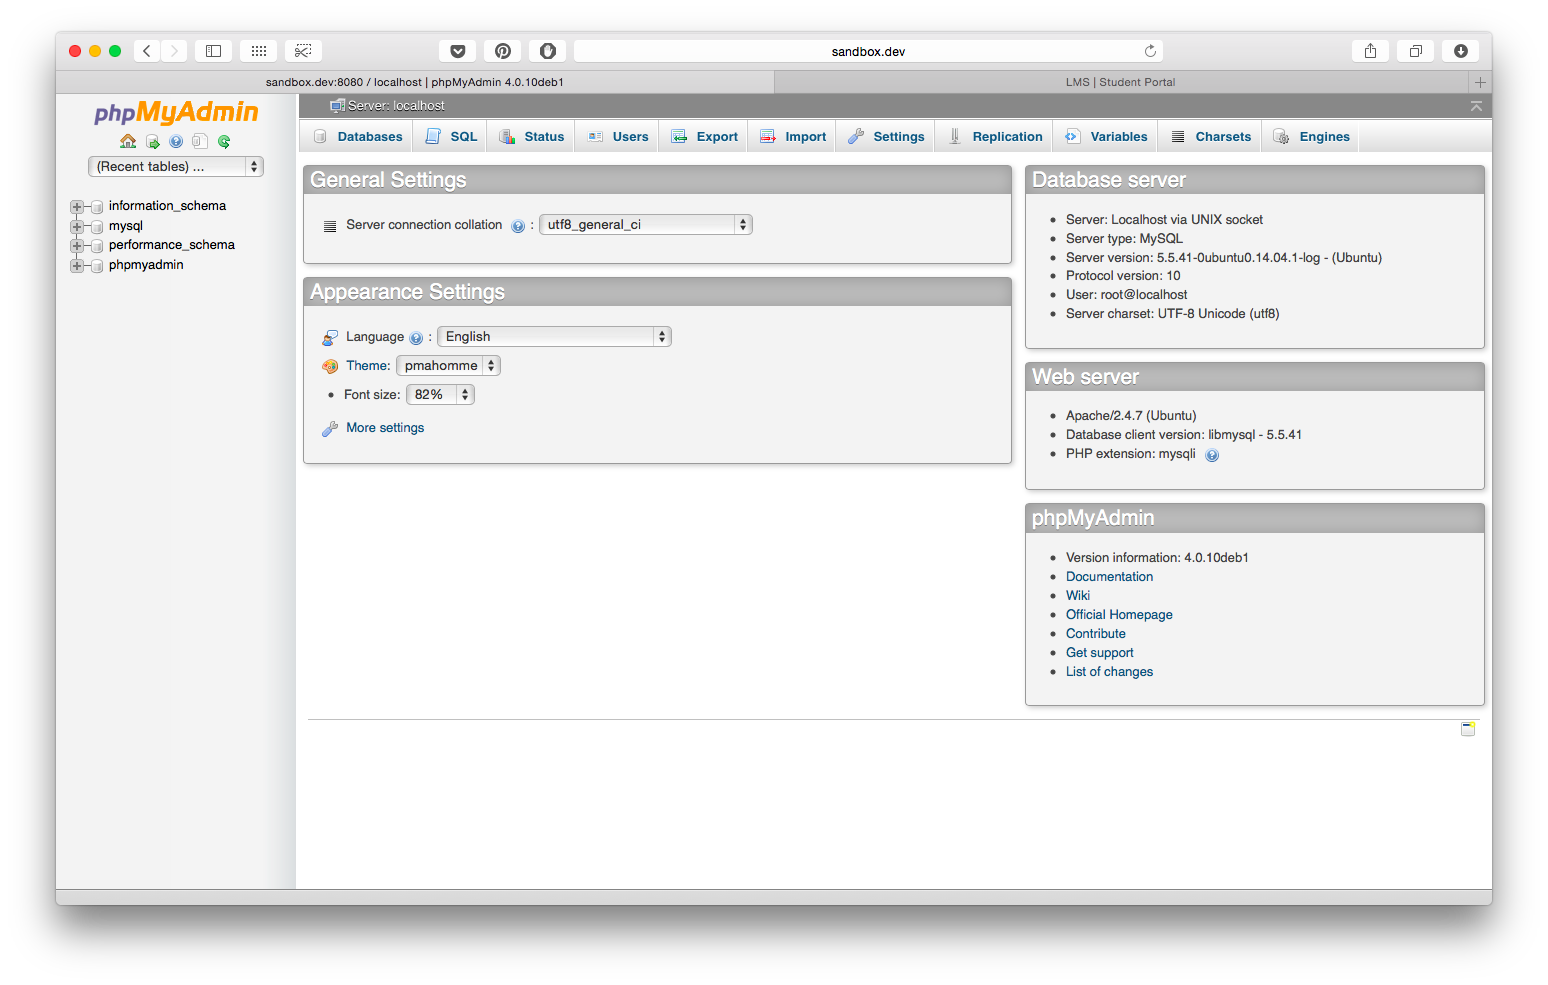 sandbox.dev
sandbox.dev:8080 / localhost | phpMyAdmin 4.0.10deb1
LMS | Student Portal
phpMyAdmin
(Recent tables) ...
information_schema
mysql
performance_schema
phpmyadmin
Server: localhost
Databases SQL Status Users Export Import Settings Replication Variables Charsets Engines
General Settings
Server connection collation : utf8_general_ci
Appearance Settings
Language : English
Theme: pmahomme
Font size: 82%
More settings
Database server
Server: Localhost via UNIX socket
Server type: MySQL
Server version: 5.5.41-0ubuntu0.14.04.1-log - (Ubuntu)
Protocol version: 10
User: root@localhost
Server charset: UTF-8 Unicode (utf8)
Web server
Apache/2.4.7 (Ubuntu)
Database client version: libmysql - 5.5.41
PHP extension: mysqli
phpMyAdmin
Version information: 4.0.10deb1
Documentation
Wiki
Official Homepage
Contribute
Get support
List of changes